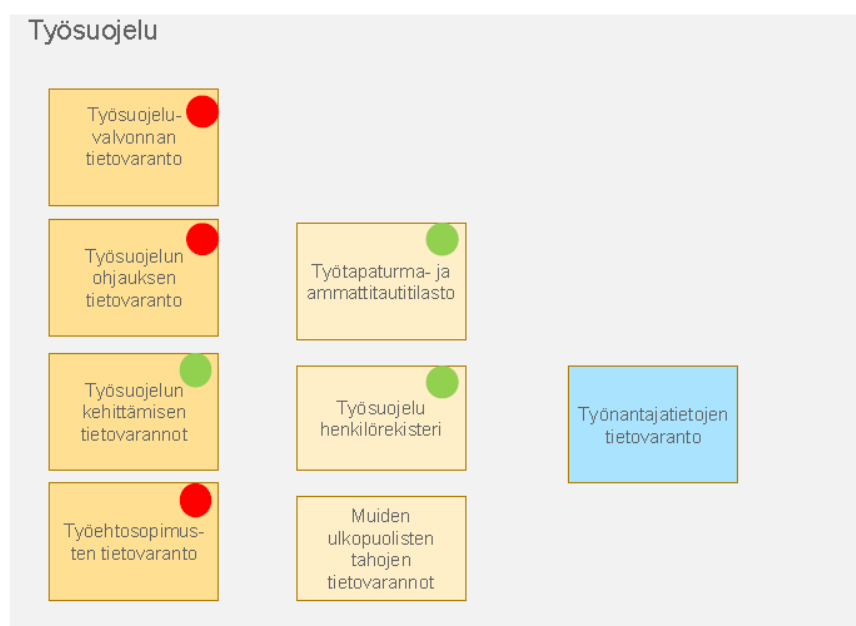 Työsuojelu
Työsuojelu-
valvonnan
tietovaranto
Työsuojelun
ohjauksen
tietovaranto
Työsuojelun
kehittämisen
tietovarannot
Työehtosopimus-
ten tietovaranto
Työtapaturma- ja
ammattitautitilasto
Työsuojelu
henkilörekisteri
Muiden
ulkopuolisten
tahojen
tietovarannot
Työnantajatietojen
tietovaranto